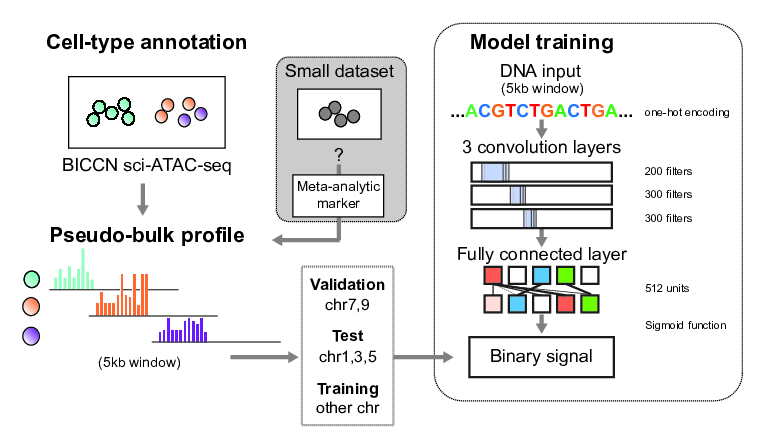 Cell-type annotation
BICCN sci-ATAC-seq
Small dataset
?
Meta-analytic
marker
Pseudo-bulk profile
(5kb window)
Validation
chr7,9
Test
chr1,3,5
Training
other chr
Model training
DNA input
(5kb window)
...ACGTCTGACTGA...
one-hot encoding
3 convolution layers
200 filters
300 filters
300 filters
Fully connected layer
512 units
Sigmoid function
Binary signal